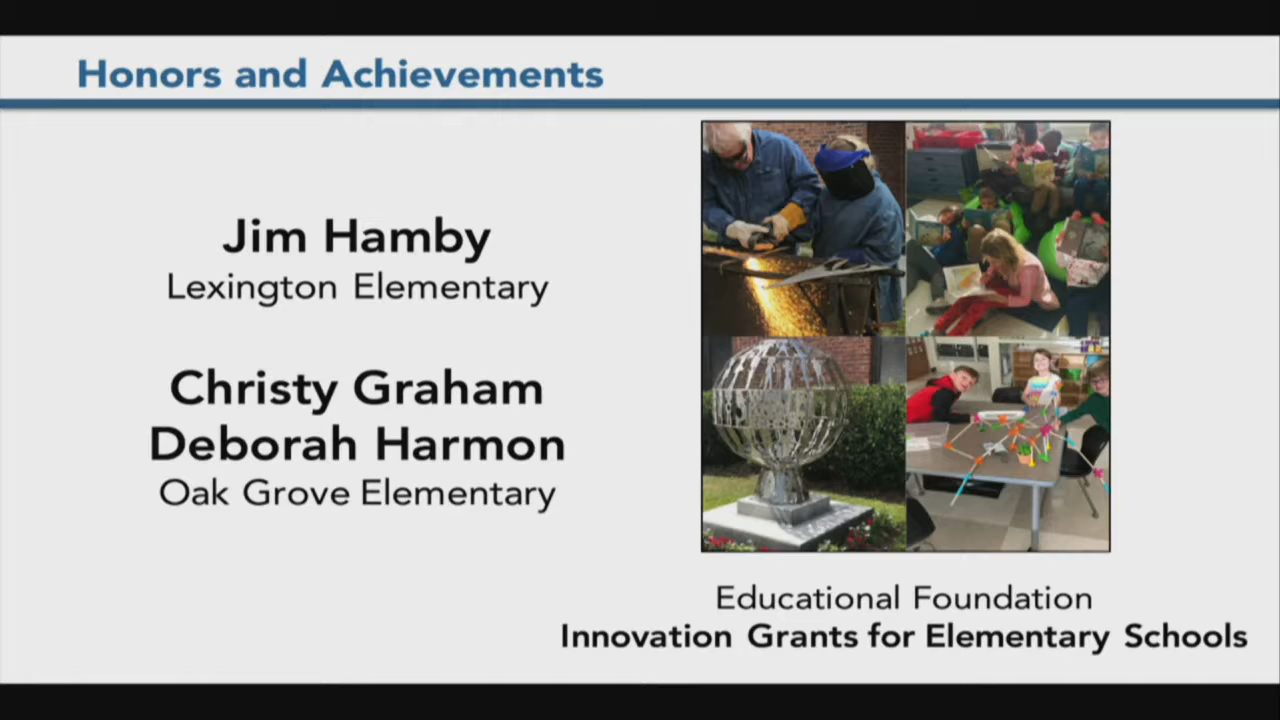 Honors and Achievements
Jim Hamby
Lexington Elementary
Christy Graham
Deborah Harmon
Oak Grove Elementary
Educational Foundation
Innovation Grants for Elementary Schools